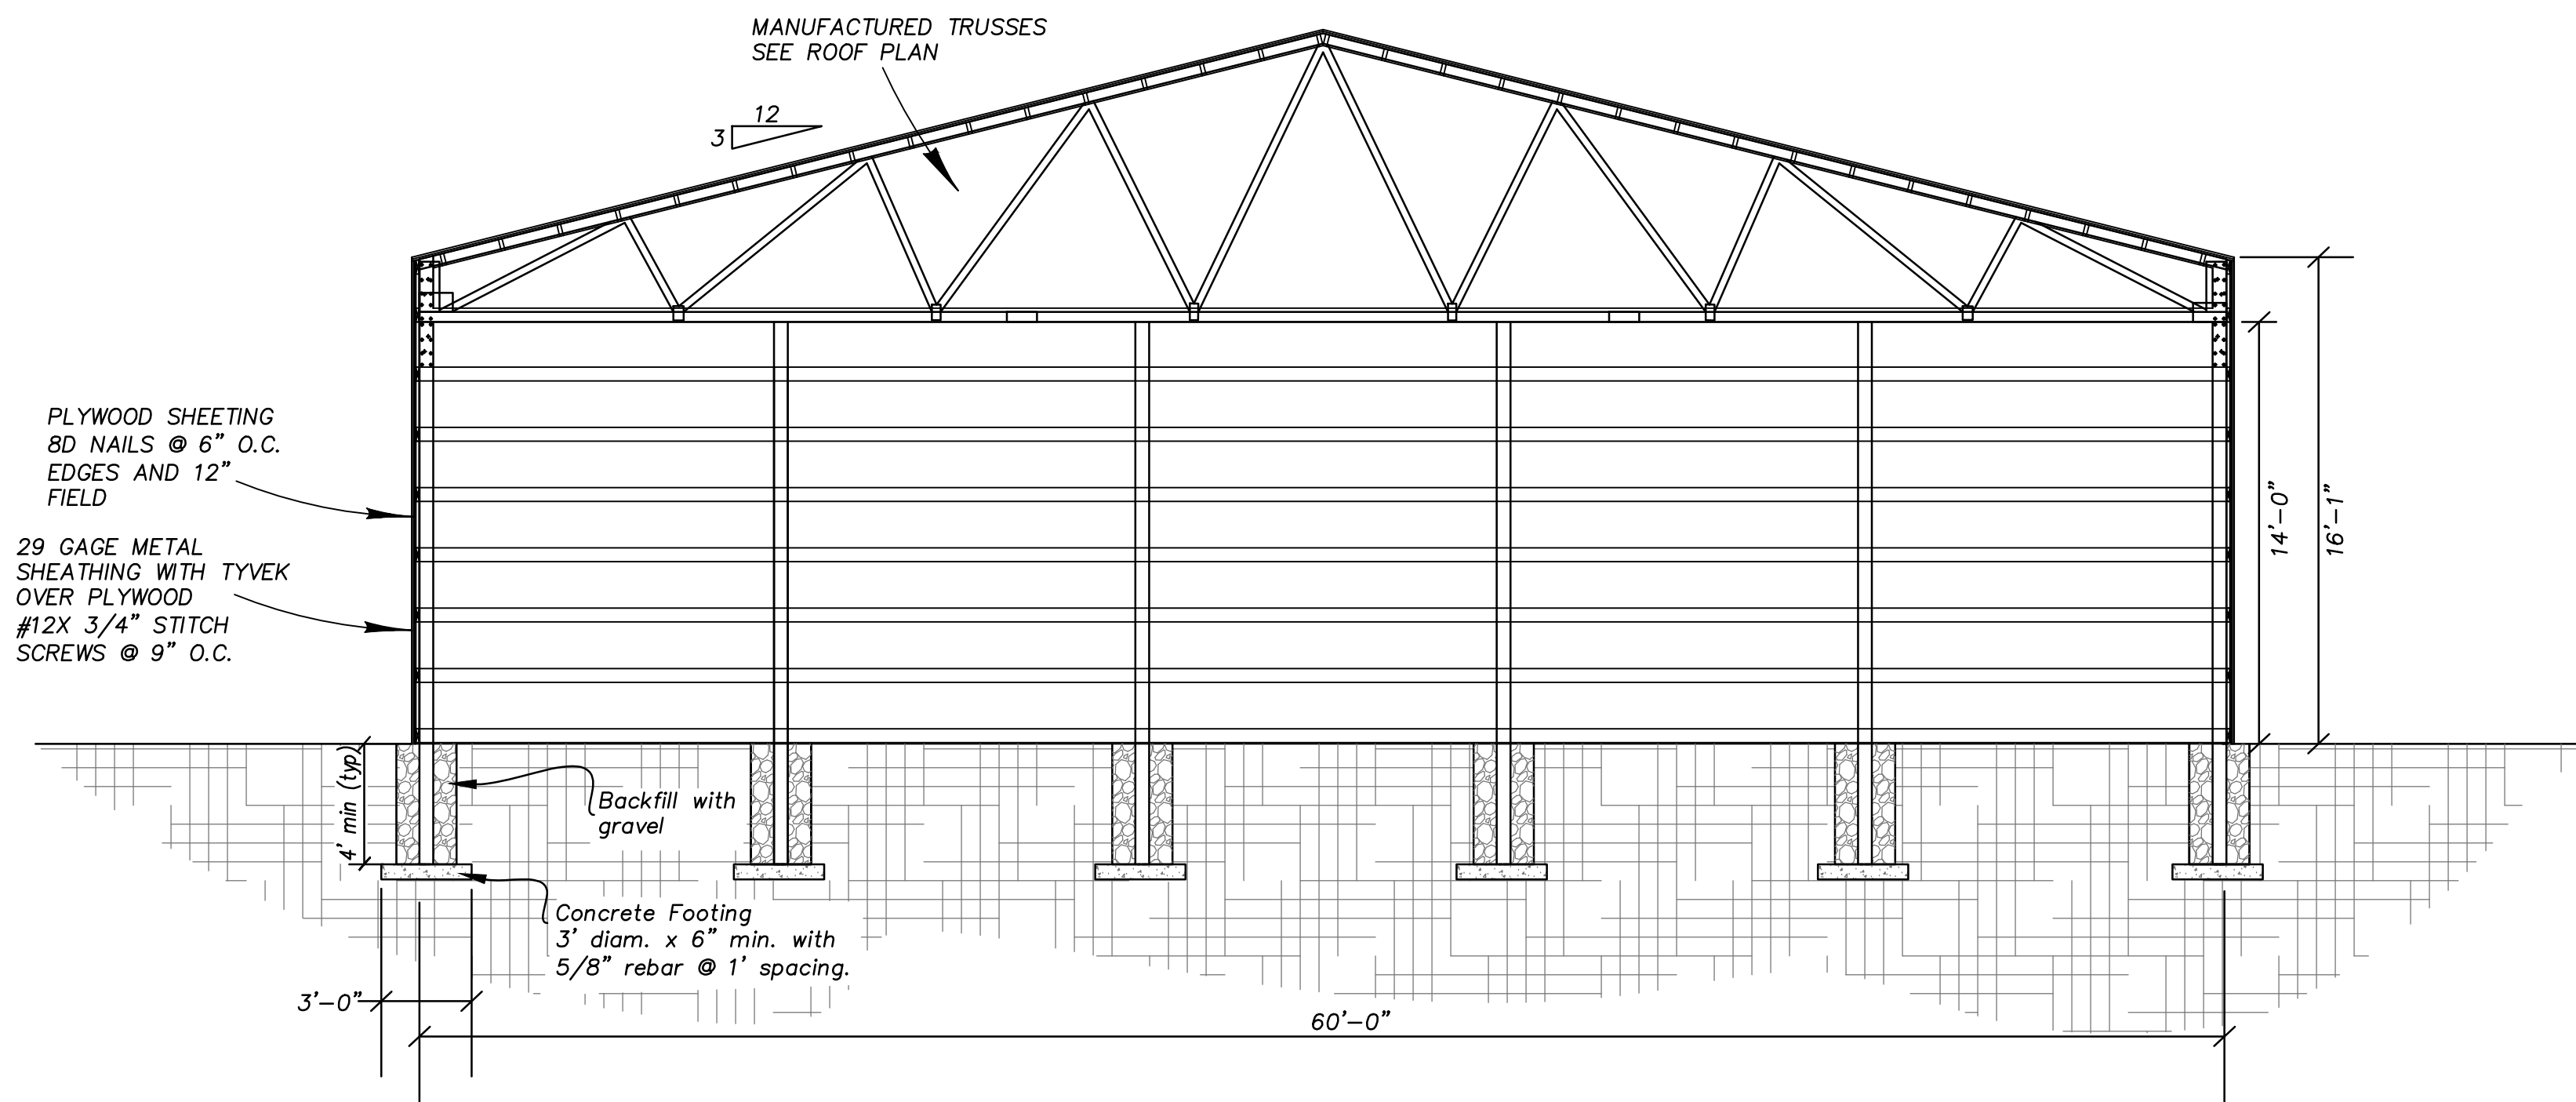 MANUFACTURED TRUSSES
SEE ROOF PLAN
12
3
PLYWOOD SHEETING
8D NAILS @ 6" O.C.
EDGES AND 12"
FIELD
29 GAGE METAL
SHEATHING WITH TYVEK
OVER PLYWOOD
#12X 3/4" STITCH
SCREWS @ 9" O.C.
14'-0"
16'-1"
4' min (typ)
Backfill with
gravel
Concrete Footing
3' diam. x 6" min. with
5/8" rebar @ 1' spacing.
3'-0"
60'-0"